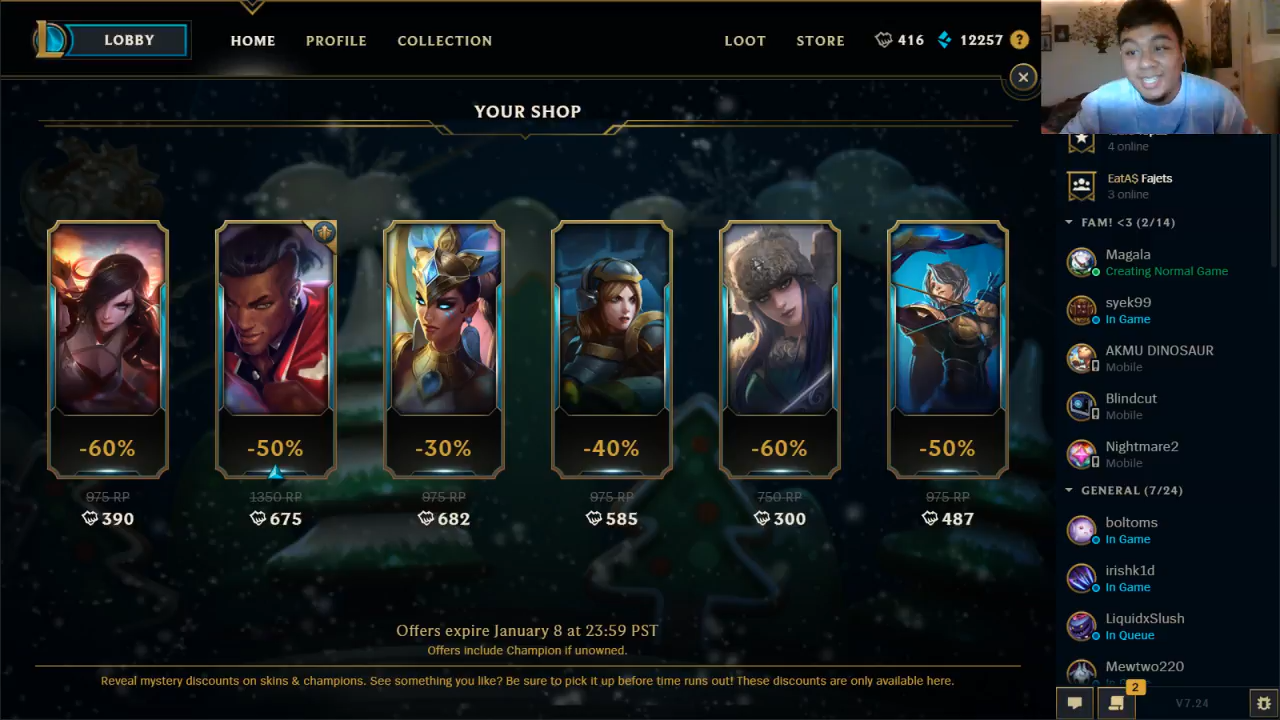 LOBBY
HOME PROFILE COLLECTION
LOOT STORE 416 12257 ?
YOUR SHOP
-60% -50% -30% -40% -60% -50%
975 RP 1350 RP 975 RP 975 RP 750 RP 975 RP
390 675 682 585 300 487
Offers expire January 8 at 23:59 PST
Offers include Champion if unowned.
Reveal mystery discounts on skins & champions. See something you like? Be sure to pick it up before time runs out! These discounts are only available here.
4 online
EatA$ Fajets
3 online
FAM! <3 (2/14)
Magala
Creating Normal Game
syek99
In Game
AKMU DINOSAUR
Mobile
Blindcut
Mobile
Nightmare2
Mobile
GENERAL (7/24)
boltoms
In Game
irishk1d
In Game
LiquidxSlush
In Queue
Mewtwo220
2
V7.24